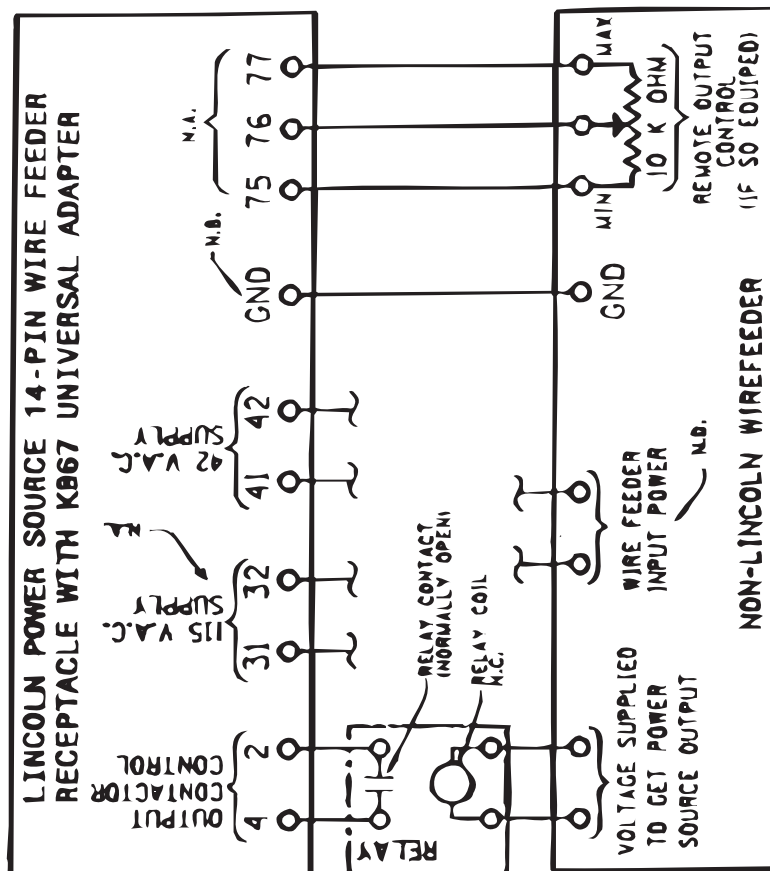 LINCOLN POWER SOURCE 14-PIN WIRE FEEDER
RECEPTACLE WITH K867 UNIVERSAL ADAPTER
OUTPUT
CONTACTOR
CONTROL
4
2
115 V.A.C.
SUPPLY
31
32
42 V.A.C.
SUPPLY
41
42
N.B.
GND
N.A.
75
76
77
RELAY
RELAY CONTACT
(NORMALLY OPEN)
RELAY COIL
N.C.
VOLTAGE SUPPLIED
TO GET POWER
SOURCE OUTPUT
WIRE FEEDER
INPUT POWER
N.D.
GND
MIN
MAX
10 K OHM
REMOTE OUTPUT
CONTROL
(IF SO EQUIPED)
NON-LINCOLN WIREFEEDER